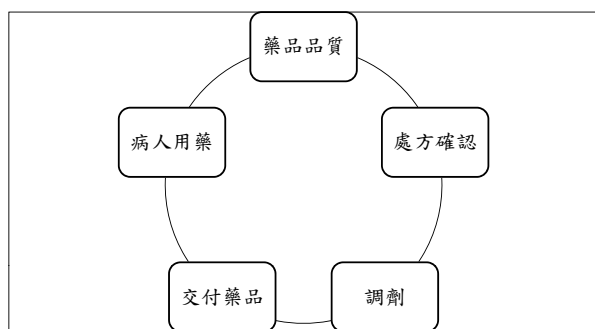 藥品品質
處方確認
調劑
交付藥品
病人用藥